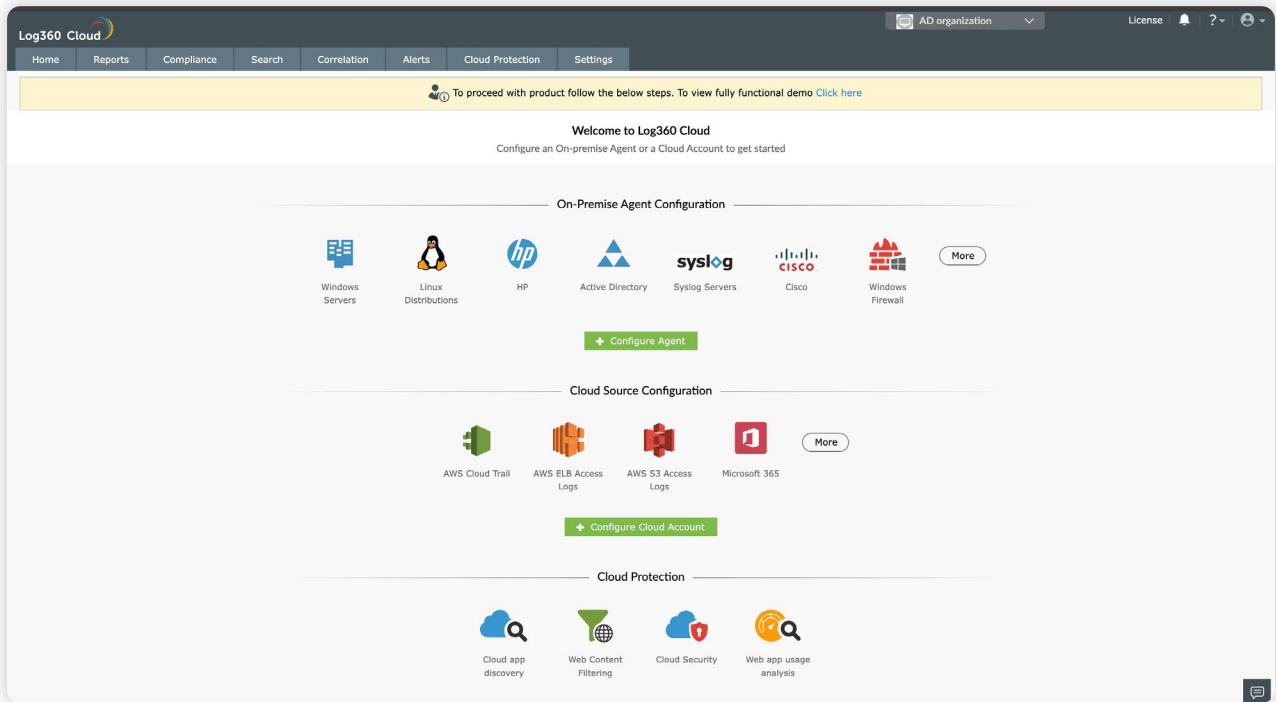 AD organization
License
?
Log360 Cloud
Home Reports Compliance Search Correlation Alerts Cloud Protection Settings
To proceed with product follow the below steps. To view fully functional demo Click here
Welcome to Log360 Cloud
Configure an On-premise Agent or a Cloud Account to get started
On-Premise Agent Configuration
hp
syslog
CISCO
More
Windows
Servers
Linux
Distributions
HP
Active Directory
Syslog Servers
Cisco
Windows
Firewall
+ Configure Agent
Cloud Source Configuration
More
AWS Cloud Trail
AWS ELB Access
Logs
AWS S3 Access
Logs
Microsoft 365
+ Configure Cloud Account
Cloud Protection
Cloud app
discovery
Web Content
Filtering
Cloud Security
Web app usage
analysis